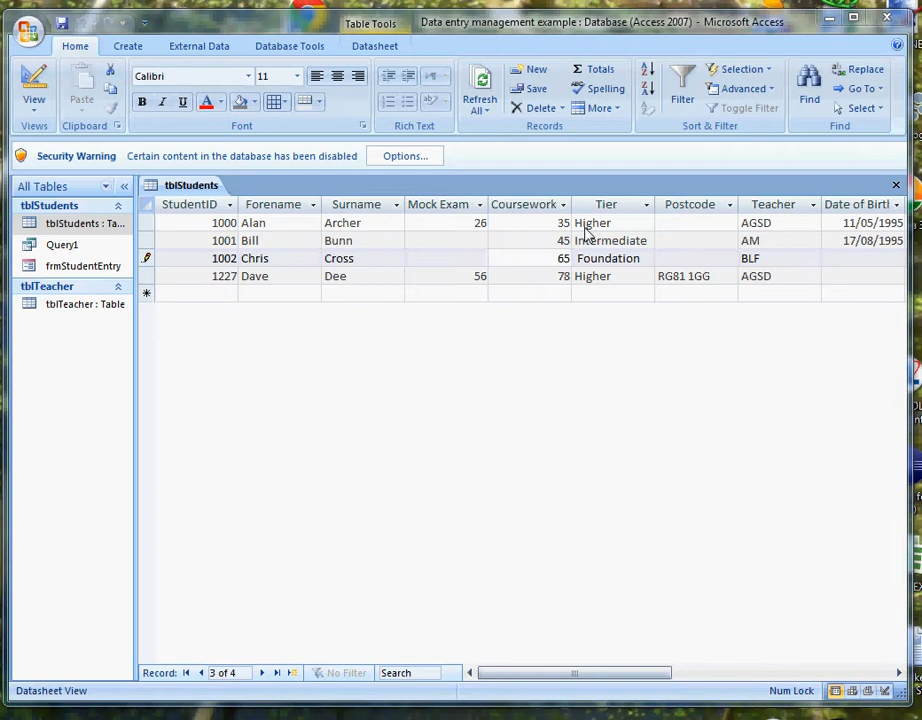 Table Tools
Data entry management example : Database (Access 2007) - Microsoft Access
Home Create External Data Database Tools Datasheet
View
Views
Paste
Clipboard
Calibri 11
B I U A
Font
Rich Text
Refresh
All
New
Save
Delete
Totals
Spelling
More
Records
Filter
Selection
Advanced
Toggle Filter
Sort & Filter
Find
Replace
Go To
Select
Find
Security Warning Certain content in the database has been disabled Options...
All Tables
tblStudents
tblStudents : Ta...
Query1
frmStudentEntry
tblTeacher
tblTeacher : Table
tblStudents
StudentID Forename Surname Mock Exam Coursework Tier Postcode Teacher Date of Birtl
1000 Alan Archer 26 35 Higher AGSD 11/05/1995
1001 Bill Bunn 45 Intermediate AM 17/08/1995
1002 Chris Cross 65 Foundation BLF
1227 Dave Dee 56 78 Higher RG81 1GG AGSD
Record: 3 of 4 No Filter Search
Datasheet View Num Lock